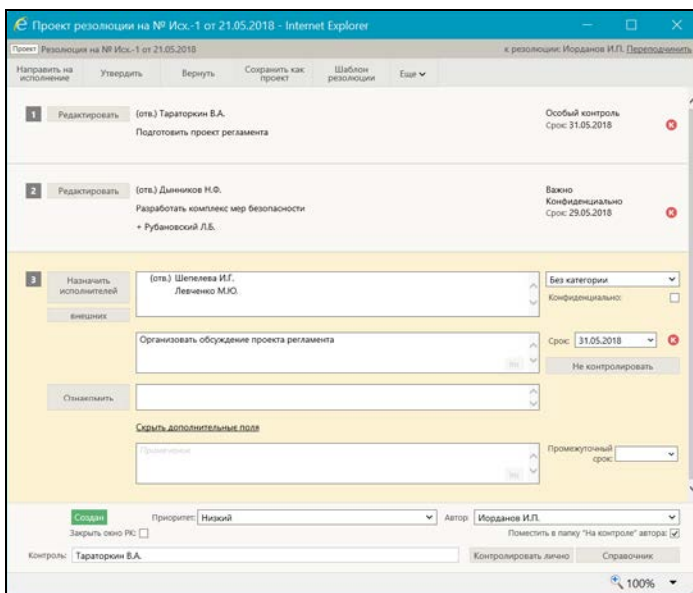 Проект резолюции на № Исх.-1 от 21.05.2018 - Internet Explorer
Проект Резолюция на № Исх.-1 от 21.05.2018
к резолюции: Иорданов И.П. Переподчинить
Направить на исполнение Утвердить Вернуть Сохранить как проект Шаблон резолюции Еще
1 Редактировать (отв.) Тараторкин В.А. Особый контроль
Подготовить проект регламента Срок: 31.05.2018
2 Редактировать (отв.) Дынников Н.Ф. Важно
Конфиденциально
Разработать комплекс мер безопасности Срок: 29.05.2018
+ Рубановский Л.Б.
3 Назначить исполнителей (отв.) Шепелева И.Г. Без категории
Левченко М.Ю. Конфиденциально:
внешних
Организовать обсуждение проекта регламента Срок: 31.05.2018
Не контролировать
Ознакомить
Скрыть дополнительные поля
Примечание Промежуточный срок:
Создан Приоритет: Низкий Автор Иорданов И.П.
Закрыть окно РК: Поместить в папку "На контроле" автора:
Контроль: Тараторкин В.А. Контролировать лично Справочник
100%